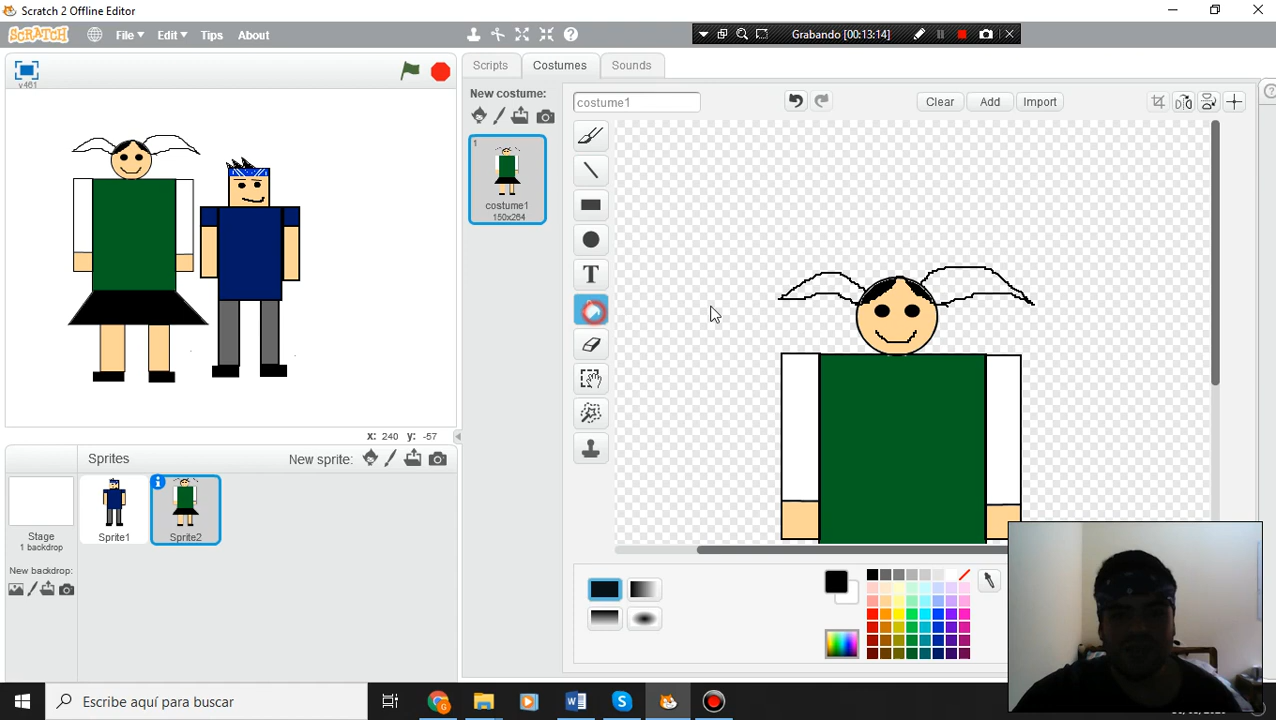 Scratch 2 Offline Editor
SCRATCH File Edit Tips About
Grabando [00:13:14]
v461
Scripts Costumes Sounds
New costume:
costume1
Clear Add Import
1
costume1
150x264
T
x: 240 y: -57
Sprites New sprite:
Stage
1 backdrop
New backdrop:
Sprite1
Sprite2
Escribe aquí para buscar